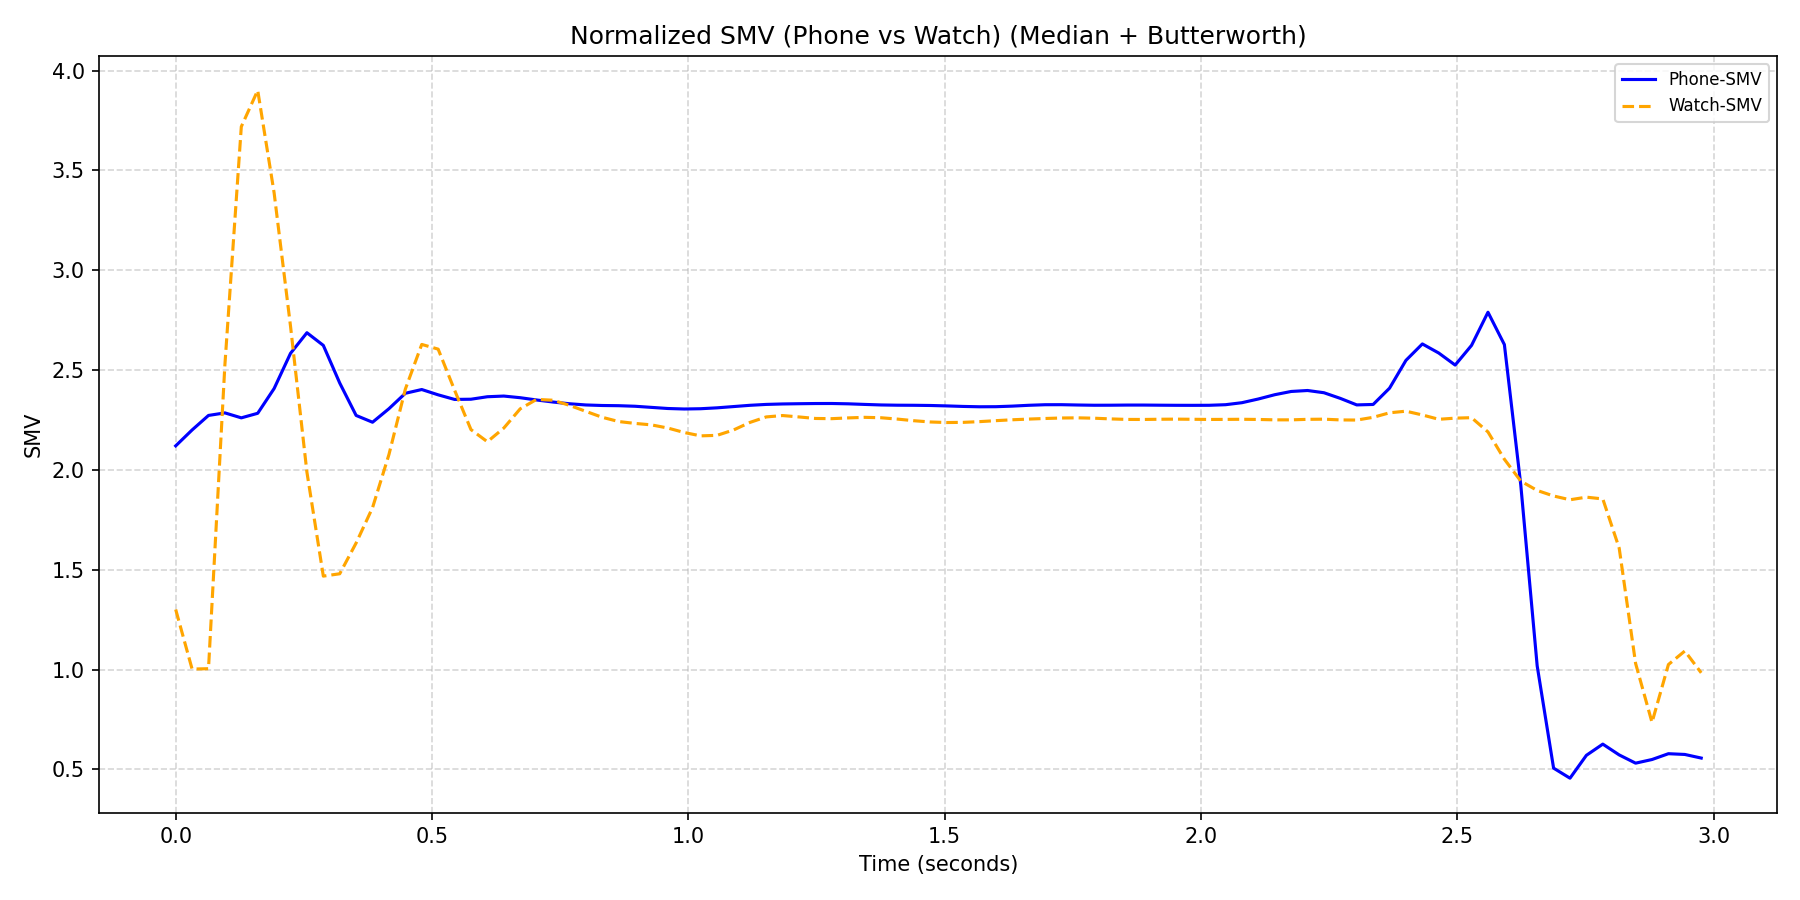 Normalized SMV (Phone vs Watch) (Median + Butterworth)
Phone-SMV
Watch-SMV
SMV
4.0
3.5
3.0
2.5
2.0
1.5
1.0
0.5
0.0 0.5 1.0 1.5 2.0 2.5 3.0
Time (seconds)